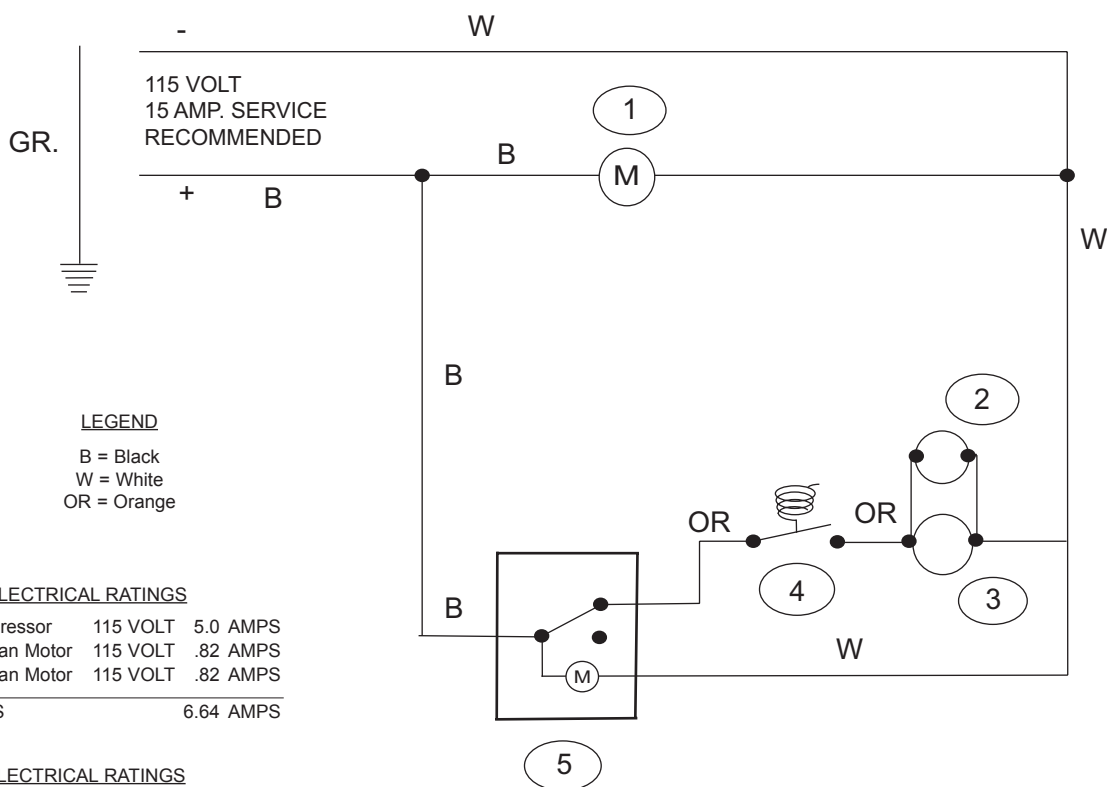 - W
115 VOLT
15 AMP. SERVICE
RECOMMENDED
1
GR.
B
M
+ B
W
B
2
LEGEND
B = Black
W = White
OR = Orange
OR OR
4
3
LECTRICAL RATINGS
B
ressor 115 VOLT 5.0 AMPS
an Motor 115 VOLT .82 AMPS
an Motor 115 VOLT .82 AMPS
W
M
S 6.64 AMPS
5
LECTRICAL RATINGS